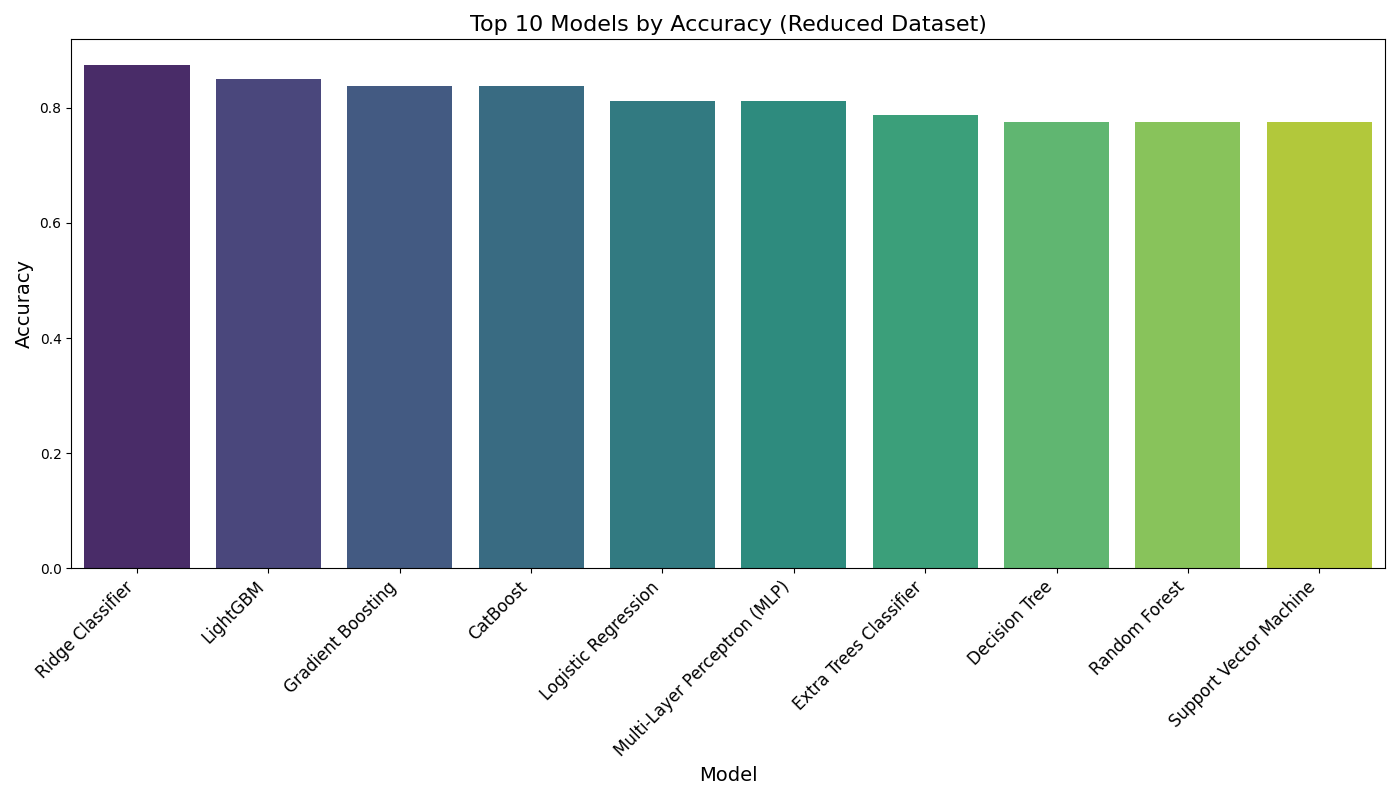 Top 10 Models by Accuracy (Reduced Dataset)
Accuracy
0.8
0.6
0.4
0.2
0.0
Ridge Classifier
LightGBM
Gradient Boosting
CatBoost
Logistic Regression
Multi-Layer Perceptron (MLP)
Extra Trees Classifier
Decision Tree
Random Forest
Support Vector Machine
Model